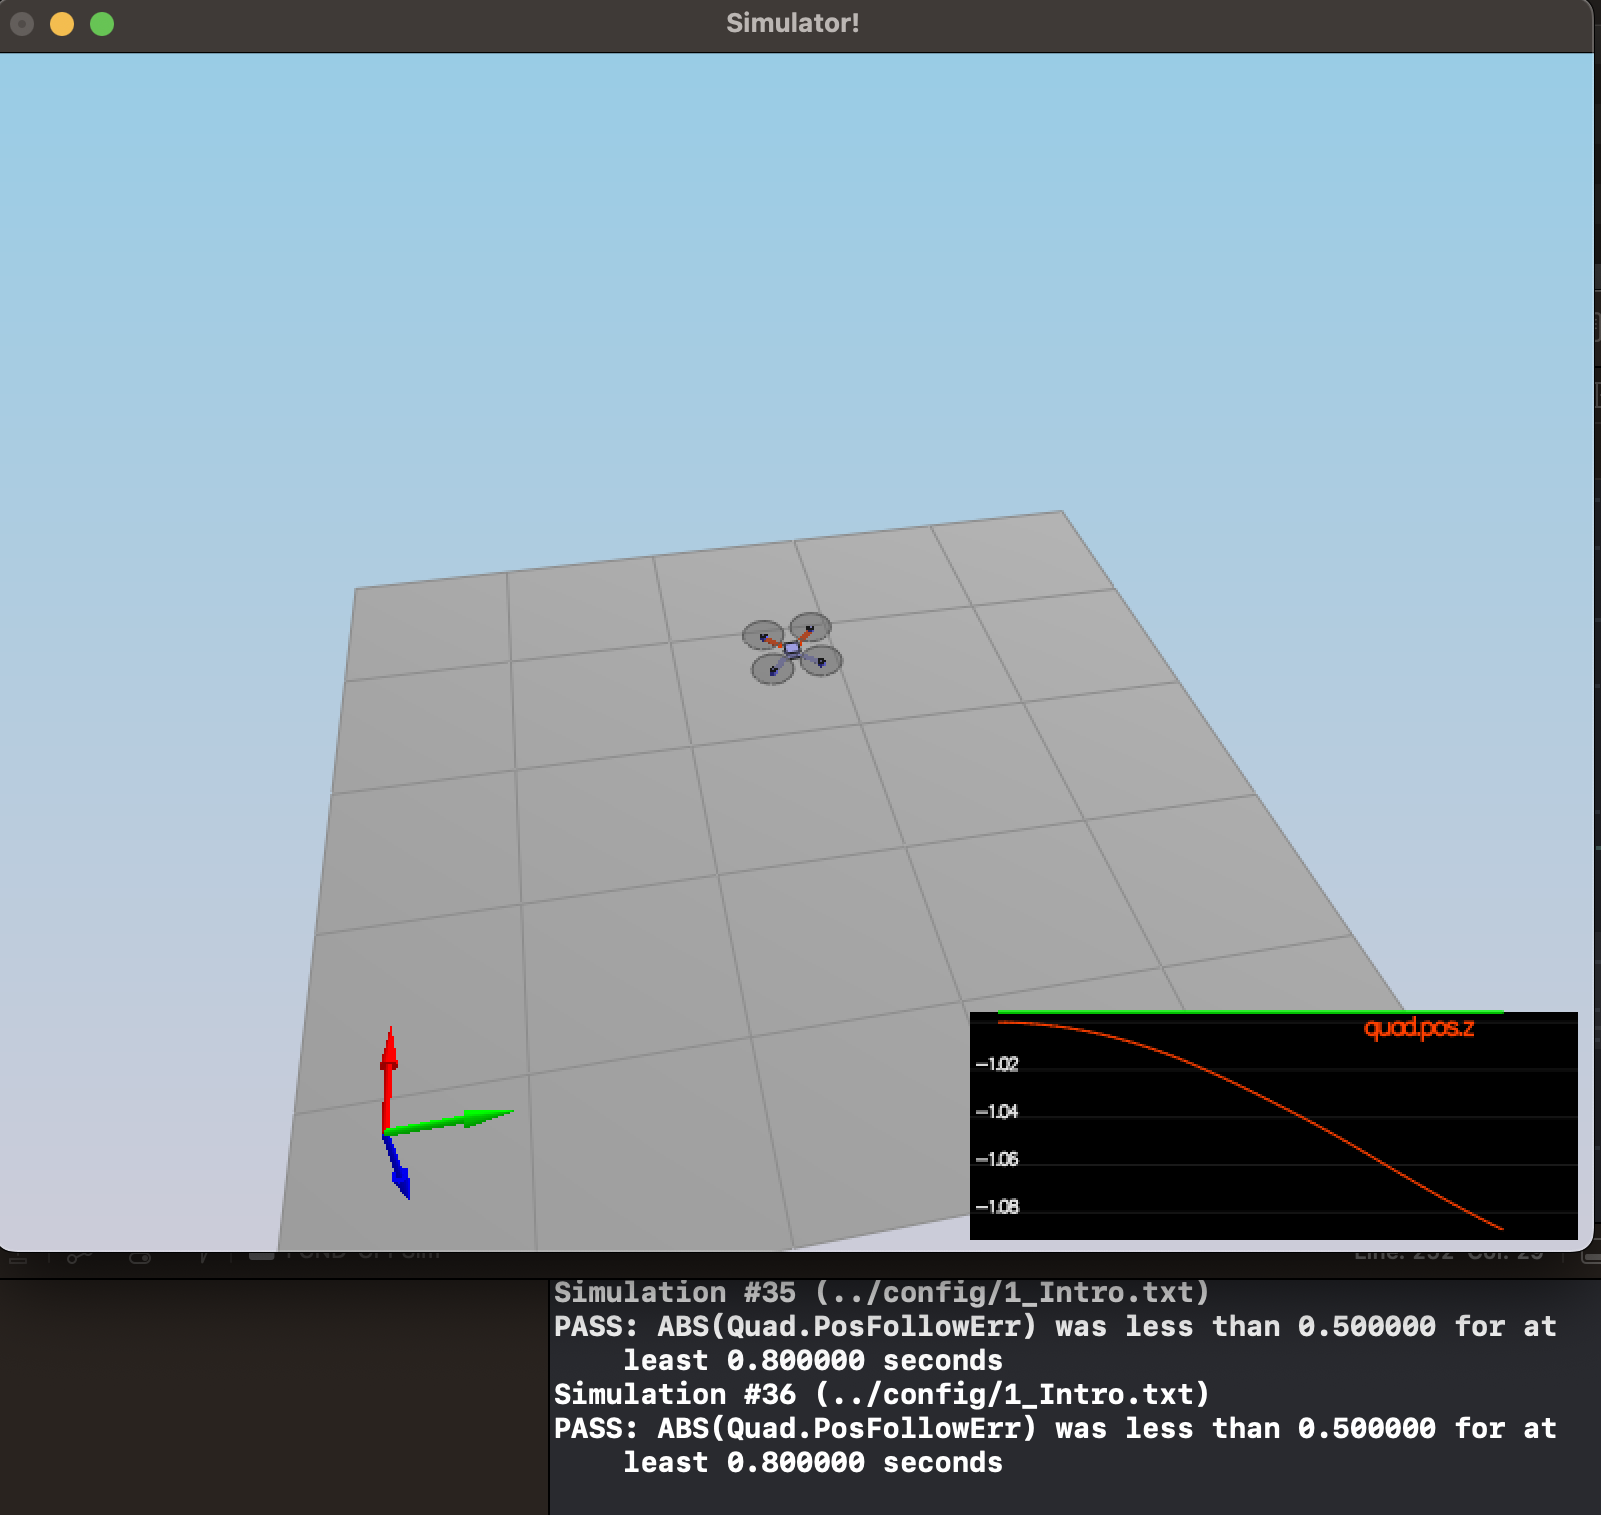 Simulator!
quad.pos.z
-1.02
-1.04
-1.06
-1.08
Simulation #35 (../config/1_Intro.txt)
PASS: ABS(Quad.PosFollowErr) was less than 0.500000 for at
least 0.800000 seconds
Simulation #36 (../config/1_Intro.txt)
PASS: ABS(Quad.PosFollowErr) was less than 0.500000 for at
least 0.800000 seconds